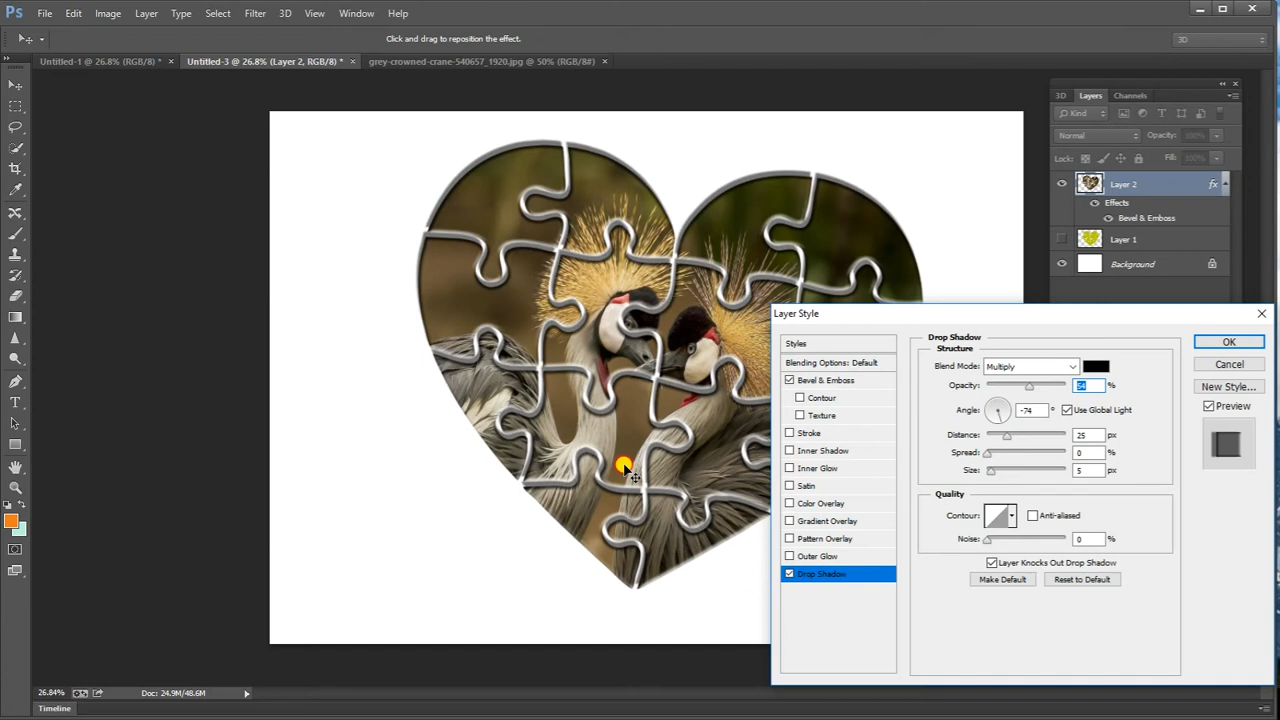 Ps File Edit Image Layer Type Select Filter 3D View Window Help
Click and drag to reposition the effect. 3D
Untitled-1 @ 26.8% (RGB/8) * × Untitled-3 @ 26.8% (Layer 2, RGB/8) * × grey-crowned-crane-540657_1920.jpg @ 50% (RGB/8#) ×
3D Layers Channels
Kind
Normal Opacity: 100%
Lock: Fill: 100%
Layer 2 fx
Effects
Bevel & Emboss
Layer 1
Background
Layer Style
Styles
Blending Options: Default
Bevel & Emboss
Contour
Texture
Stroke
Inner Shadow
Inner Glow
Satin
Color Overlay
Gradient Overlay
Pattern Overlay
Outer Glow
Drop Shadow
Drop Shadow
Structure
Blend Mode: Multiply
Opacity: 54 %
Angle: -74 ° Use Global Light
Distance: 25 px
Spread: 0 %
Size: 5 px
Quality
Contour: Anti-aliased
Noise: 0 %
Layer Knocks Out Drop Shadow
Make Default Reset to Default
OK
Cancel
New Style...
Preview
26.84% Doc: 24.9M/48.6M
Timeline